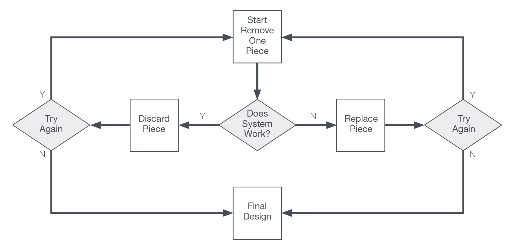 Start
Remove
One
Piece
Y
Y
Try
Again
Discard
Piece
Y
Does
System
Work?
N
Replace
Piece
Try
Again
N
N
Final
Design